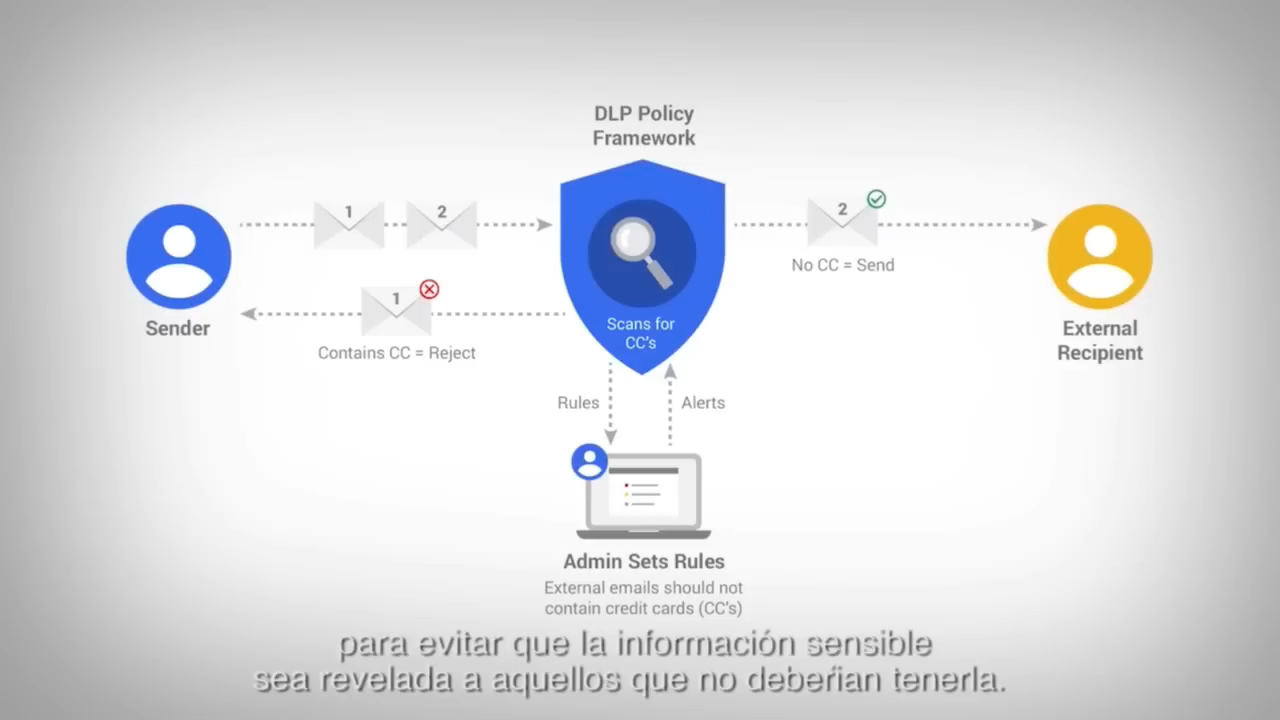 DLP Policy
Framework
1
2
2
No CC = Send
Sender
1
Contains CC = Reject
Scans for
CC's
External
Recipient
Rules
Alerts
Admin Sets Rules
External emails should not
contain credit cards (CC's)
para evitar que la información sensible
sea revelada a aquellos que no deberían tenerla.